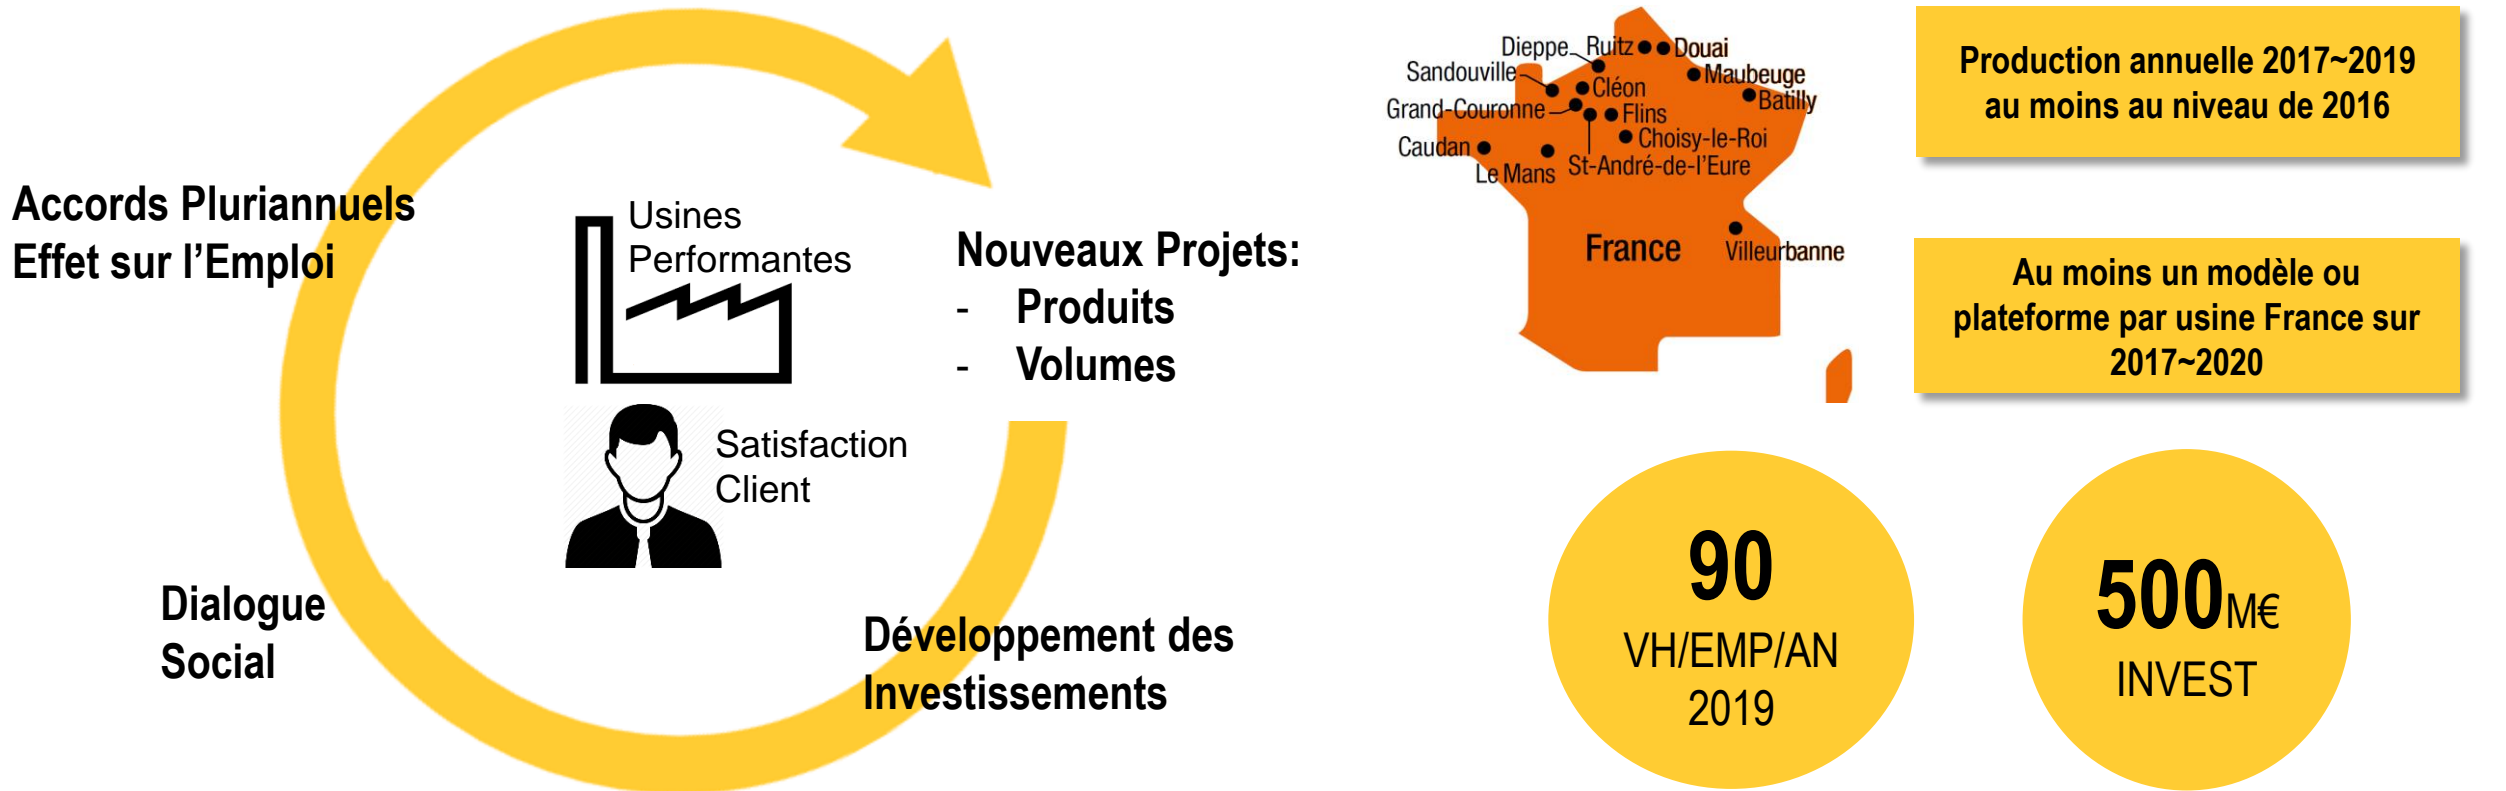 Accords Pluriannuels
Effet sur l’Emploi
Usines
Performantes
Satisfaction
Client
Nouveaux Projets:
- Produits
- Volumes
Dialogue
Social
Développement des
Investissements
Dieppe
Ruitz
Douai
Sandouville
Maubeuge
Cléon
Batilly
Grand-Couronne
Flins
Choisy-le-Roi
Caudan
St-André-de-l’Eure
Le Mans
France
Villeurbanne
Production annuelle 2017~2019
au moins au niveau de 2016
Au moins un modèle ou
plateforme par usine France sur
2017~2020
90
VH/EMP/AN
2019
500M€
INVEST